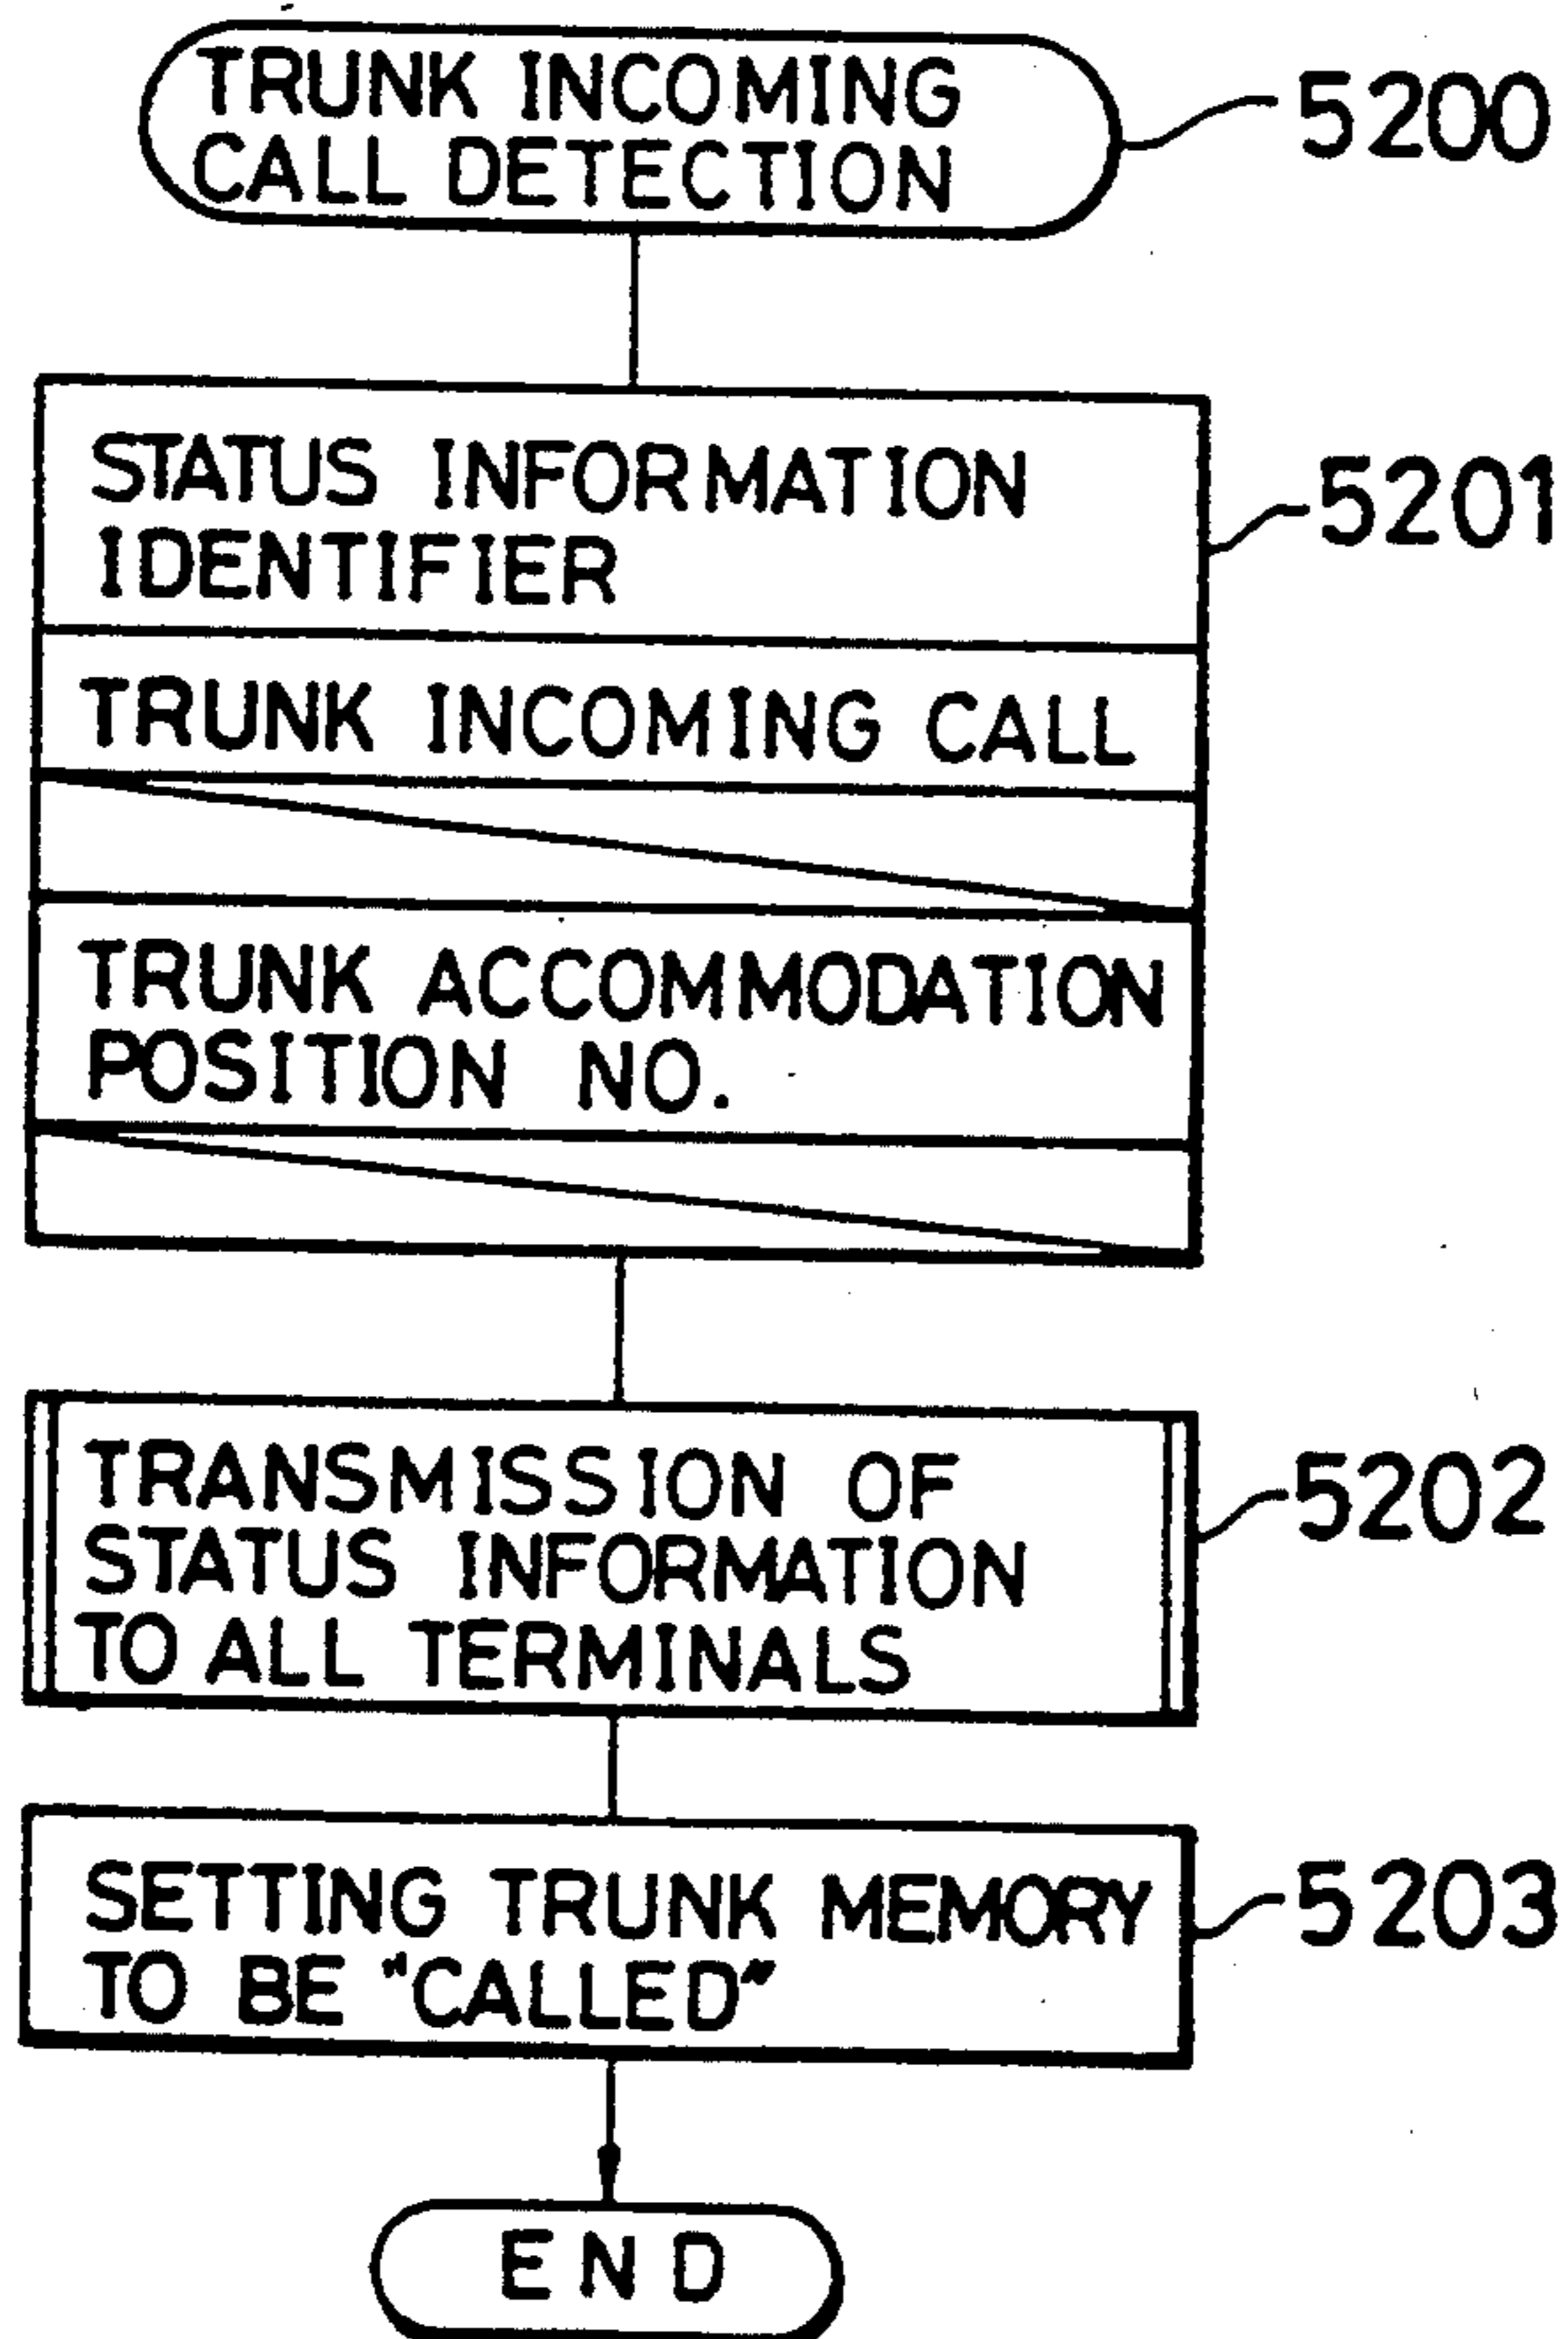 TRUNK INCOMING
CALL DETECTION
5200
STATUS INFORMATION
IDENTIFIER
5201
TRUNK INCOMING CALL
TRUNK ACCOMMODATION
POSITION NO.
TRANSMISSION OF
STATUS INFORMATION
TO ALL TERMINALS
5202
SETTING TRUNK MEMORY
TO BE "CALLED"
5203
END